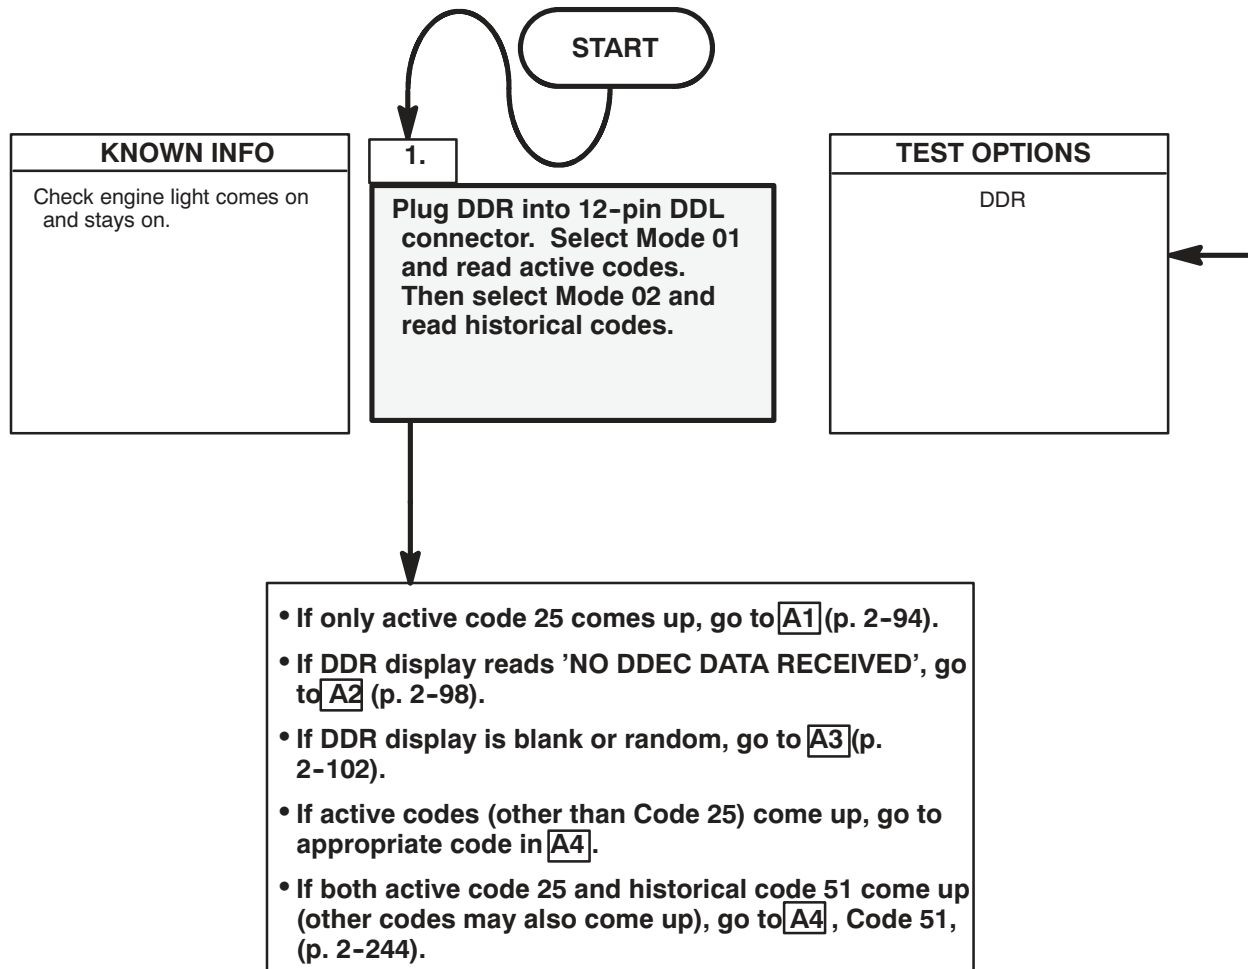 START
KNOWN INFO
Check engine light comes on
and stays on.
1.
Plug DDR into 12-pin DDL
connector. Select Mode 01
and read active codes.
Then select Mode 02 and
read historical codes.
TEST OPTIONS
DDR
• If only active code 25 comes up, go to A1 (p. 2-94).
• If DDR display reads ’NO DDEC DATA RECEIVED’, go
to A2 (p. 2-98).
• If DDR display is blank or random, go to A3 (p.
2-102).
• If active codes (other than Code 25) come up, go to
appropriate code in A4.
• If both active code 25 and historical code 51 come up
(other codes may also come up), go to A4 , Code 51,
(p. 2-244).